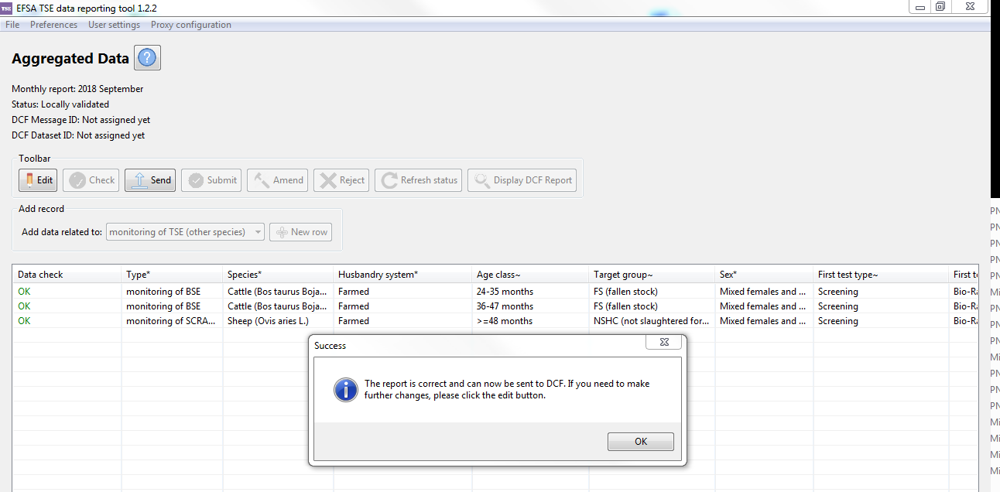 TSE EFSA TSE data reporting tool 1.2.2
File Preferences User settings Proxy configuration
Aggregated Data ?
Monthly report: 2018 September
Status: Locally validated
DCF Message ID: Not assigned yet
DCF Dataset ID: Not assigned yet
Toolbar
Edit Check Send Submit Amend Reject Refresh status Display DCF Report
Add record
Add data related to: monitoring of TSE (other species) New row
Data check Type* Species* Husbandry system* Age class~ Target group~ Sex* First test type~ First t
OK monitoring of BSE Cattle (Bos taurus Boja... Farmed 24-35 months FS (fallen stock) Mixed females and ... Screening Bio-Ra
OK monitoring of BSE Cattle (Bos taurus Boja... Farmed 36-47 months FS (fallen stock) Mixed females and ... Screening Bio-Ra
OK monitoring of SCRA... Sheep (Ovis aries L.) Farmed >=48 months NSHC (not slaughtered for... Mixed females and ... Screening Bio-Ra
Success
The report is correct and can now be sent to DCF. If you need to make
further changes, please click the edit button.
OK
PN
PN
PN
PN
PN
Mi
PN
PN
PN
Mi
PN
PN
PN
Mi
Mi
Mi
Mi